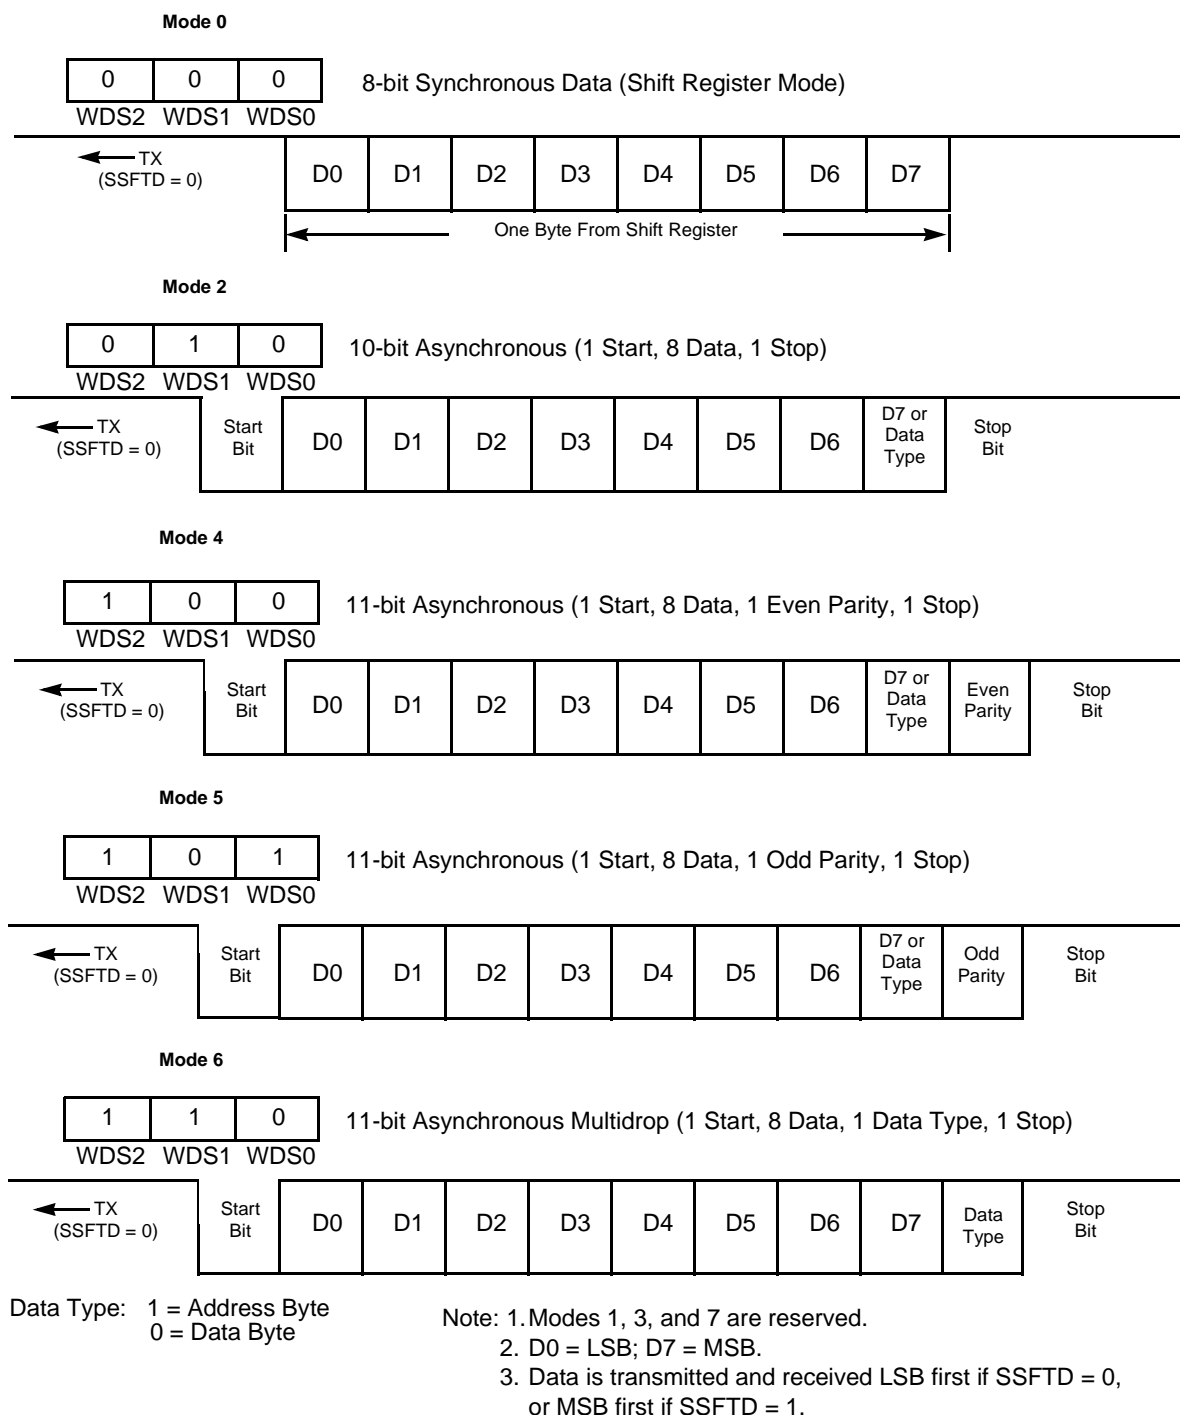 Mode 0
0 0 0 8-bit Synchronous Data (Shift Register Mode)
WDS2 WDS1 WDS0
TX
(SSFTD = 0)
D0 D1 D2 D3 D4 D5 D6 D7
One Byte From Shift Register
Mode 2
0 1 0 10-bit Asynchronous (1 Start, 8 Data, 1 Stop)
WDS2 WDS1 WDS0
TX
(SSFTD = 0)
Start
Bit
D0 D1 D2 D3 D4 D5 D6
D7 or
Data
Type
Stop
Bit
Mode 4
1 0 0 11-bit Asynchronous (1 Start, 8 Data, 1 Even Parity, 1 Stop)
WDS2 WDS1 WDS0
TX
(SSFTD = 0)
Start
Bit
D0 D1 D2 D3 D4 D5 D6
D7 or
Data
Type
Even
Parity
Stop
Bit
Mode 5
1 0 1 11-bit Asynchronous (1 Start, 8 Data, 1 Odd Parity, 1 Stop)
WDS2 WDS1 WDS0
TX
(SSFTD = 0)
Start
Bit
D0 D1 D2 D3 D4 D5 D6
D7 or
Data
Type
Odd
Parity
Stop
Bit
Mode 6
1 1 0 11-bit Asynchronous Multidrop (1 Start, 8 Data, 1 Data Type, 1 Stop)
WDS2 WDS1 WDS0
TX
(SSFTD = 0)
Start
Bit
D0 D1 D2 D3 D4 D5 D6 D7
Data
Type
Stop
Bit
Data Type: 1 = Address Byte
0 = Data Byte
Note: 1. Modes 1, 3, and 7 are reserved.
2. D0 = LSB; D7 = MSB.
3. Data is transmitted and received LSB first if SSFTD = 0,
or MSB first if SSFTD = 1.